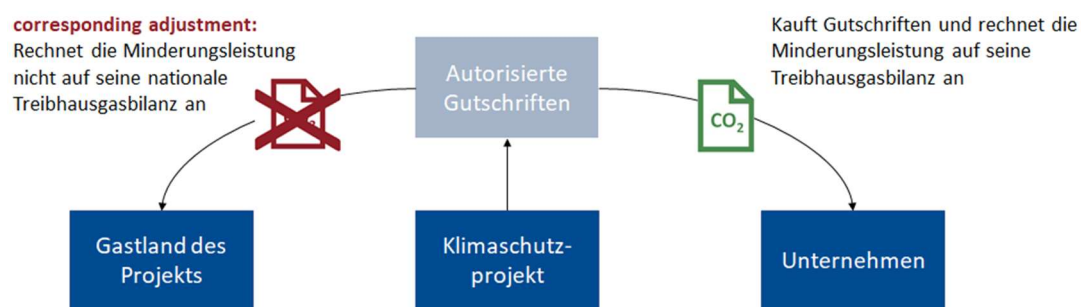 corresponding adjustment:
Rechnet die Minderungsleistung
nicht auf seine nationale
Treibhausgasbilanz an
Autorisierte
Gutschriften
Kauft Gutschriften und rechnet die
Minderungsleistung auf seine
Treibhausgasbilanz an
CO₂
Gastland des
Projekts
Klimaschutz-
projekt
Unternehmen